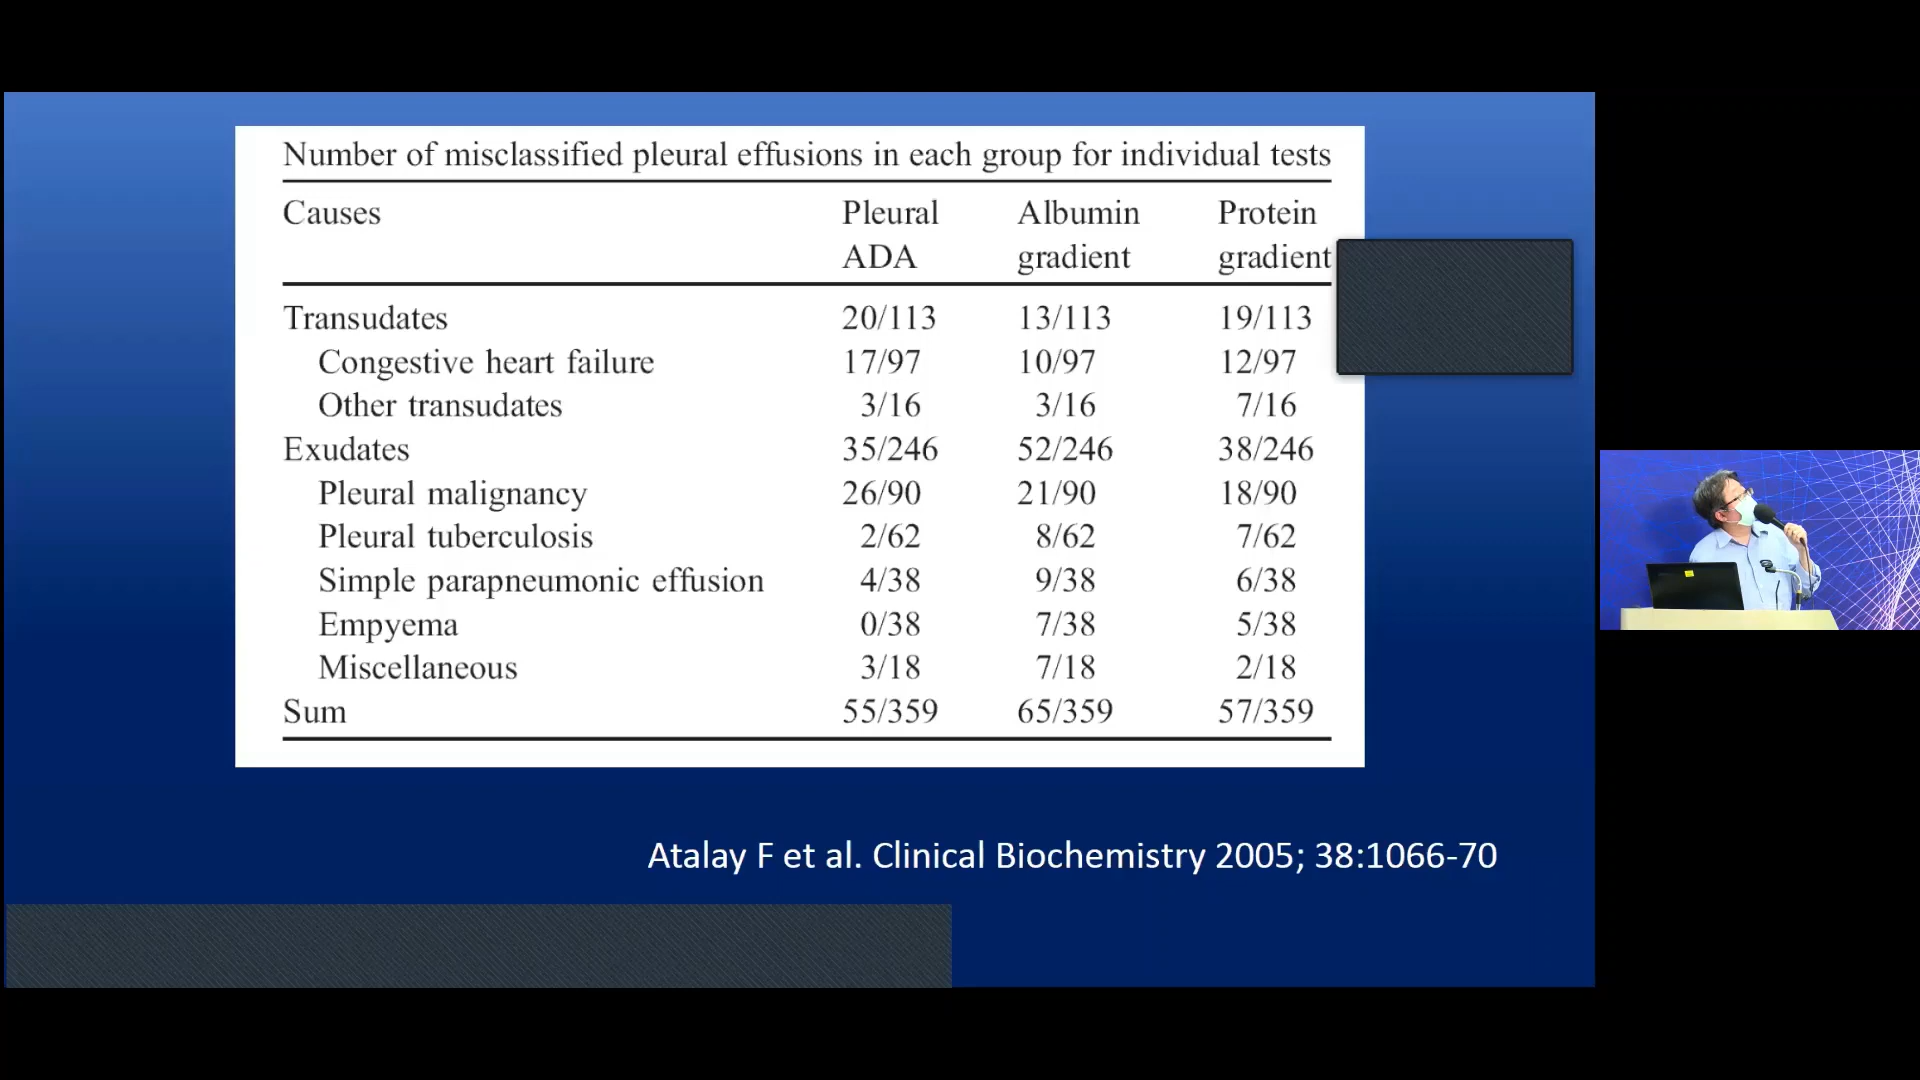 Number of misclassified pleural effusions in each group for individual tests
Causes Pleural ADA Albumin gradient Protein gradient
Transudates 20/113 13/113 19/113
Congestive heart failure 17/97 10/97 12/97
Other transudates 3/16 3/16 7/16
Exudates 35/246 52/246 38/246
Pleural malignancy 26/90 21/90 18/90
Pleural tuberculosis 2/62 8/62 7/62
Simple parapneumonic effusion 4/38 9/38 6/38
Empyema 0/38 7/38 5/38
Miscellaneous 3/18 7/18 2/18
Sum 55/359 65/359 57/359
Atalay F et al. Clinical Biochemistry 2005; 38:1066-70